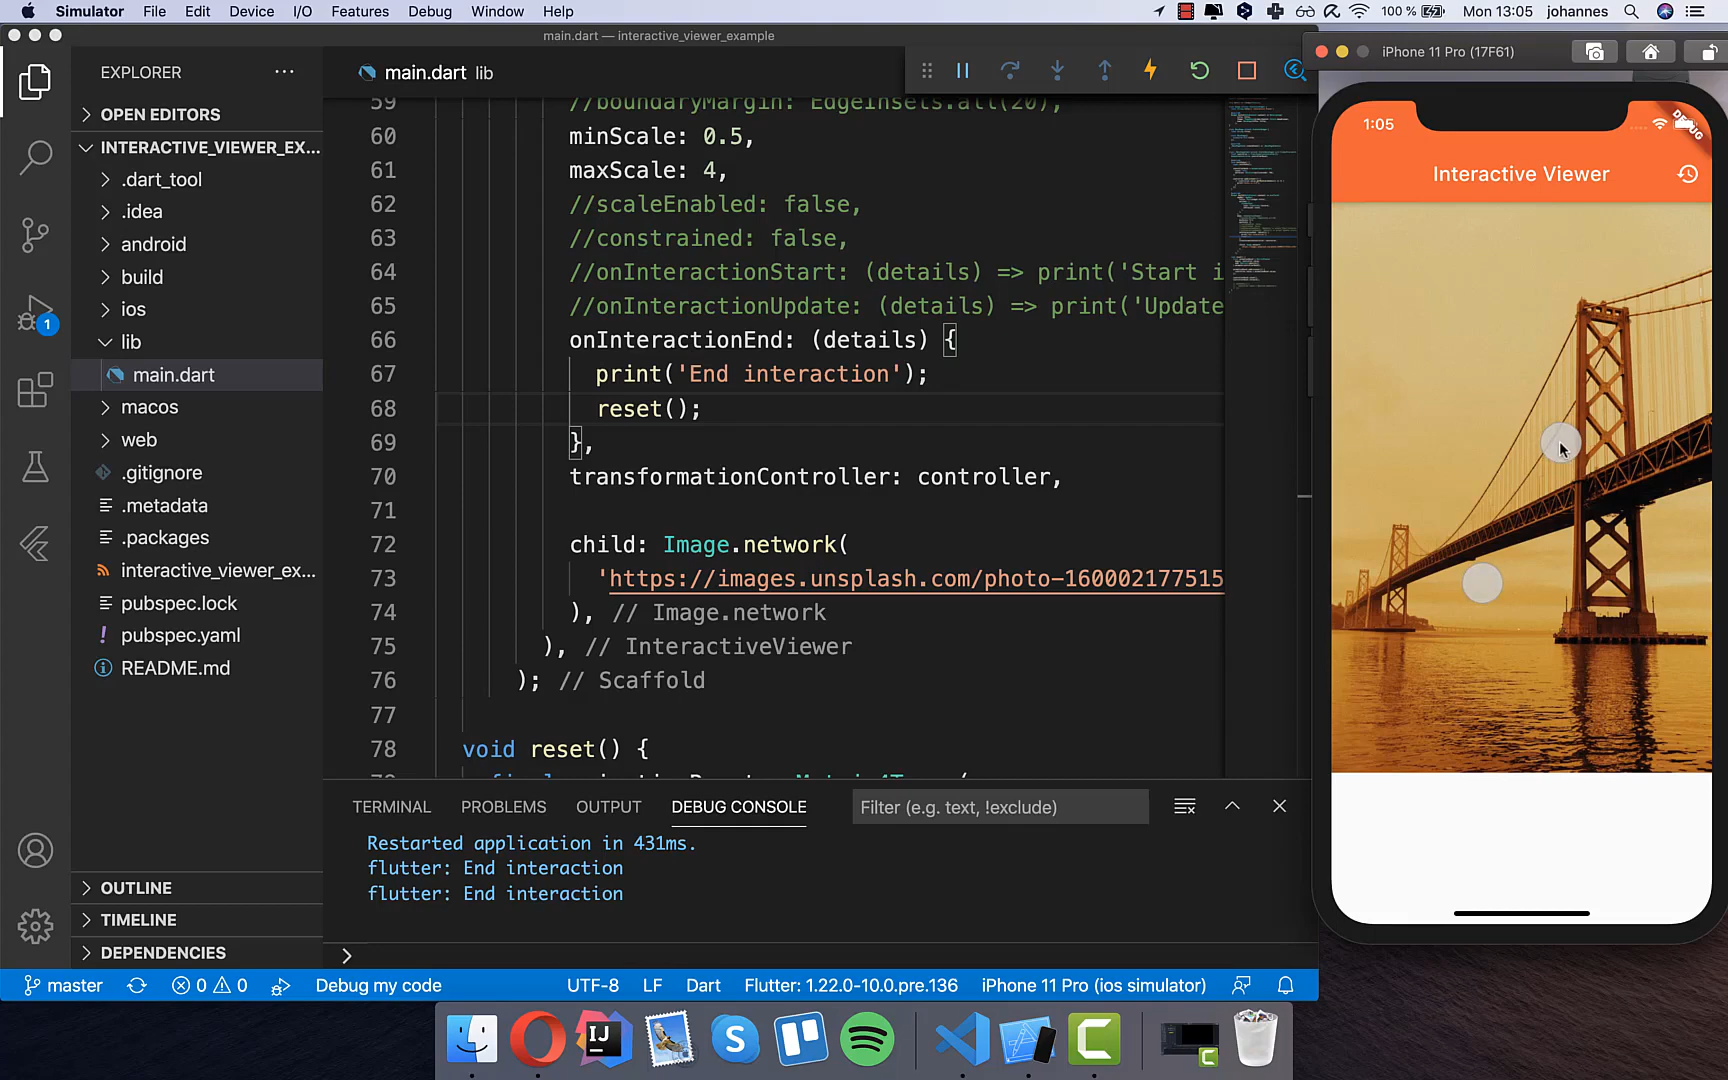 Simulator File Edit Device I/O Features Debug Window Help 100 % Mon 13:05 johannes
main.dart — interactive_viewer_example
iPhone 11 Pro (17F61)
EXPLORER
main.dart lib
OPEN EDITORS
INTERACTIVE_VIEWER_EX...
.dart_tool
.idea
android
build
ios
lib
main.dart
macos
web
.gitignore
.metadata
.packages
interactive_viewer_ex...
pubspec.lock
pubspec.yaml
README.md
OUTLINE
TIMELINE
DEPENDENCIES
1
59 //boundaryMargin: EdgeInsets.all(20),
60 minScale: 0.5,
61 maxScale: 4,
62 //scaleEnabled: false,
63 //constrained: false,
64 //onInteractionStart: (details) => print('Start i
65 //onInteractionUpdate: (details) => print('Update
66 onInteractionEnd: (details) {
67 print('End interaction');
68 reset();
69 },
70 transformationController: controller,
71
72 child: Image.network(
73 'https://images.unsplash.com/photo-160002177515
74 ), // Image.network
75 ), // InteractiveViewer
76 ); // Scaffold
77
78 void reset() {
TERMINAL PROBLEMS OUTPUT DEBUG CONSOLE Filter (e.g. text, !exclude)
Restarted application in 431ms.
flutter: End interaction
flutter: End interaction
master 0 0 Debug my code UTF-8 LF Dart Flutter: 1.22.0-10.0.pre.136 iPhone 11 Pro (ios simulator)
1:05
DEBUG
Interactive Viewer
IJ